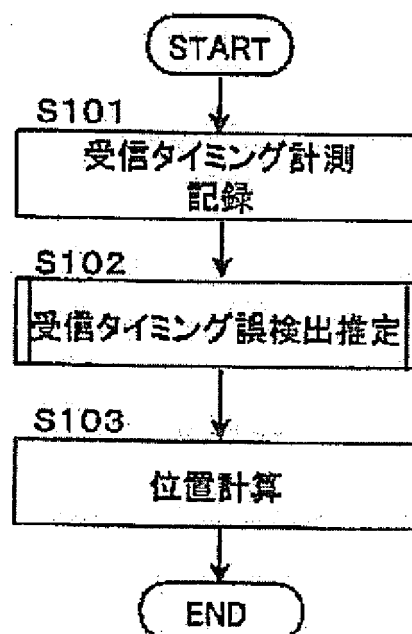 START
S101
受信タイミング計測
記録
S102
受信タイミング誤検出推定
S103
位置計算
END